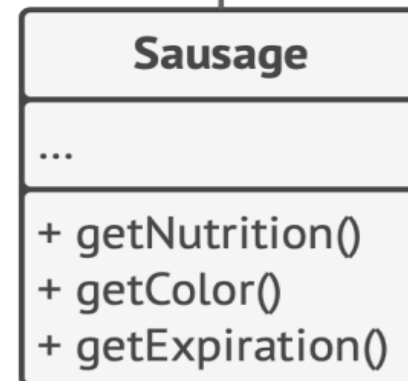 Sausage
...
+ getNutrition()
+ getColor()
+ getExpiration()